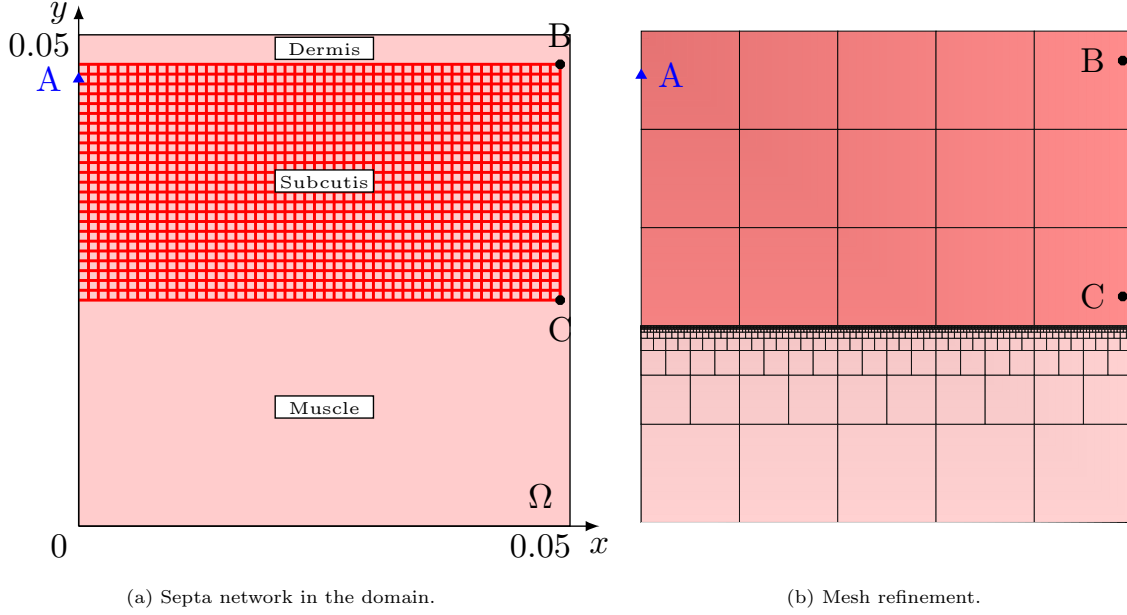 y
0.05
B
Dermis
A
Subcutis
C
Muscle
Ω
0
0.05
x
(a) Septa network in the domain.
A
B
C
(b) Mesh refinement.